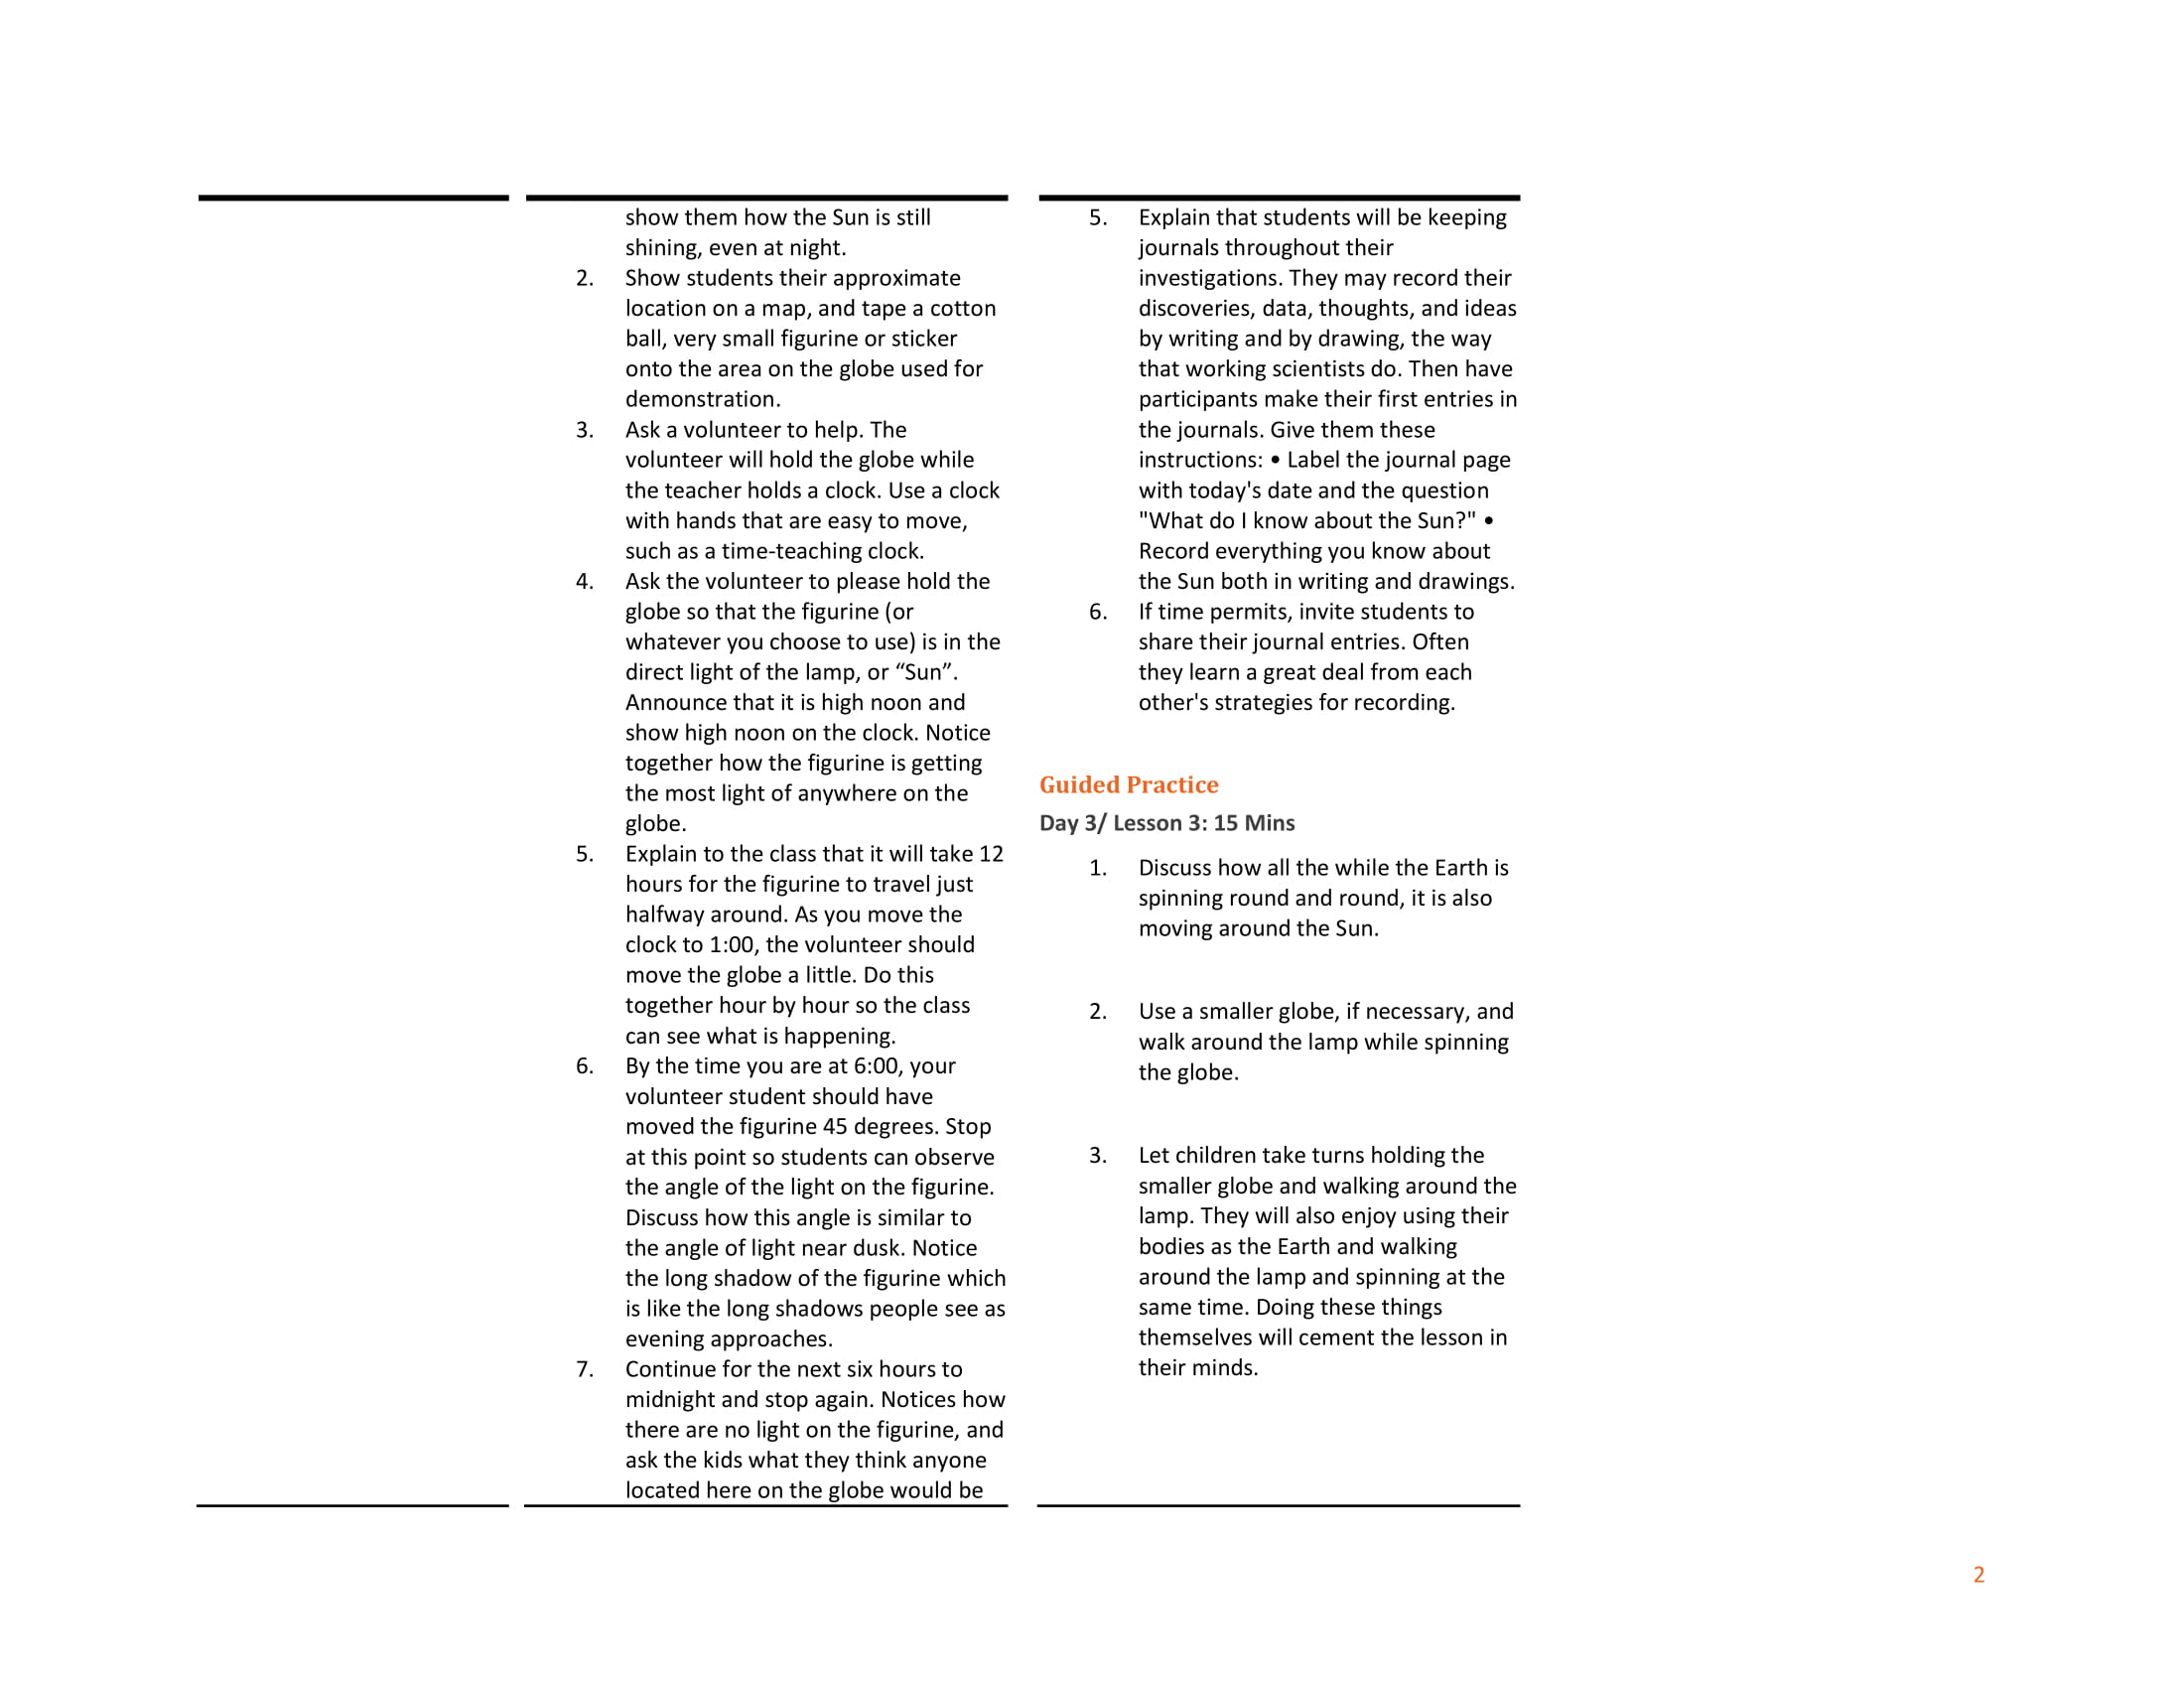 show them how the Sun is still
shining, even at night.
2. Show students their approximate
location on a map, and tape a cotton
ball, very small figurine or sticker
onto the area on the globe used for
demonstration.
3. Ask a volunteer to help. The
volunteer will hold the globe while
the teacher holds a clock. Use a clock
with hands that are easy to move,
such as a time-teaching clock.
4. Ask the volunteer to please hold the
globe so that the figurine (or
whatever you choose to use) is in the
direct light of the lamp, or “Sun”.
Announce that it is high noon and
show high noon on the clock. Notice
together how the figurine is getting
the most light of anywhere on the
globe.
5. Explain to the class that it will take 12
hours for the figurine to travel just
halfway around. As you move the
clock to 1:00, the volunteer should
move the globe a little. Do this
together hour by hour so the class
can see what is happening.
6. By the time you are at 6:00, your
volunteer student should have
moved the figurine 45 degrees. Stop
at this point so students can observe
the angle of the light on the figurine.
Discuss how this angle is similar to
the angle of light near dusk. Notice
the long shadow of the figurine which
is like the long shadows people see as
evening approaches.
7. Continue for the next six hours to
midnight and stop again. Notices how
there are no light on the figurine, and
ask the kids what they think anyone
located here on the globe would be
5. Explain that students will be keeping
journals throughout their
investigations. They may record their
discoveries, data, thoughts, and ideas
by writing and by drawing, the way
that working scientists do. Then have
participants make their first entries in
the journals. Give them these
instructions: • Label the journal page
with today's date and the question
"What do I know about the Sun?" •
Record everything you know about
the Sun both in writing and drawings.
6. If time permits, invite students to
share their journal entries. Often
they learn a great deal from each
other's strategies for recording.
Guided Practice
Day 3/ Lesson 3: 15 Mins
1. Discuss how all the while the Earth is
spinning round and round, it is also
moving around the Sun.
2. Use a smaller globe, if necessary, and
walk around the lamp while spinning
the globe.
3. Let children take turns holding the
smaller globe and walking around the
lamp. They will also enjoy using their
bodies as the Earth and walking
around the lamp and spinning at the
same time. Doing these things
themselves will cement the lesson in
their minds.
2